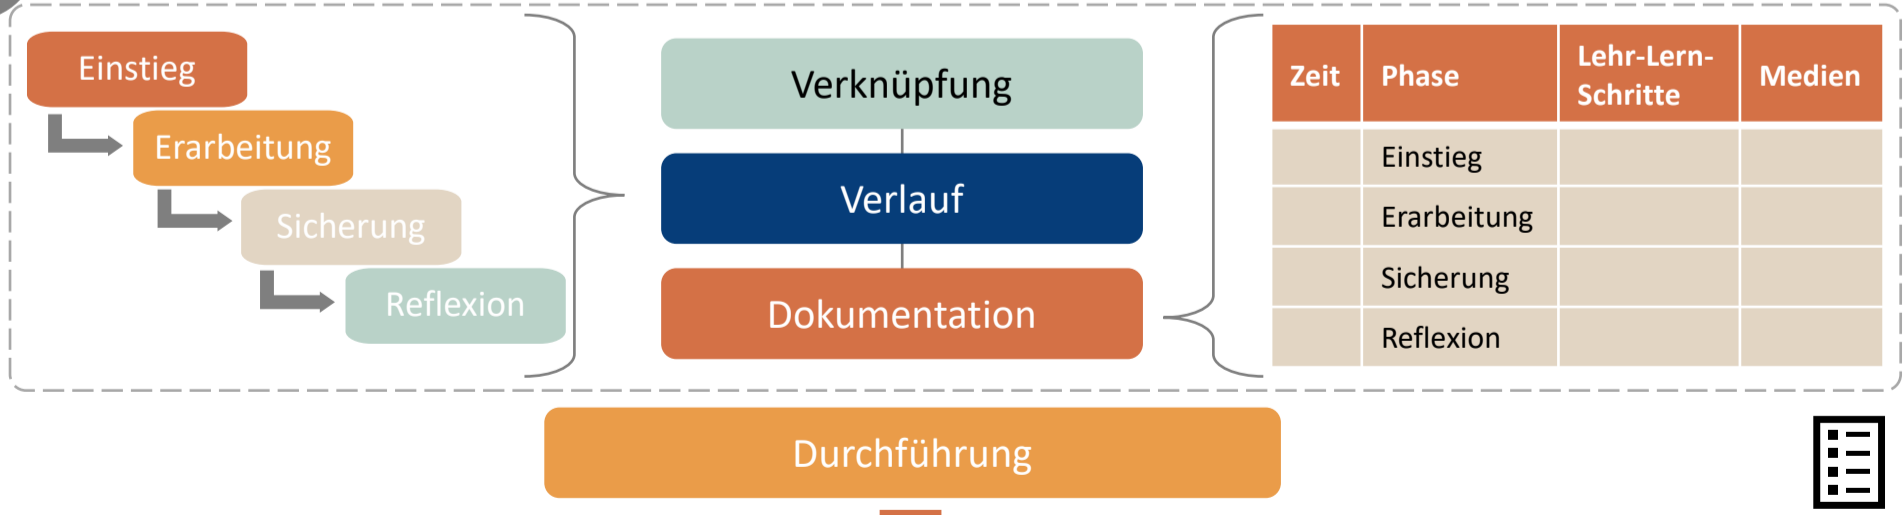 Einstieg
Erarbeitung
Sicherung
Reflexion
Verknüpfung
Verlauf
Dokumentation
Zeit Phase Lehr-Lern-
Schritte Medien
Einstieg
Erarbeitung
Sicherung
Reflexion
Durchführung